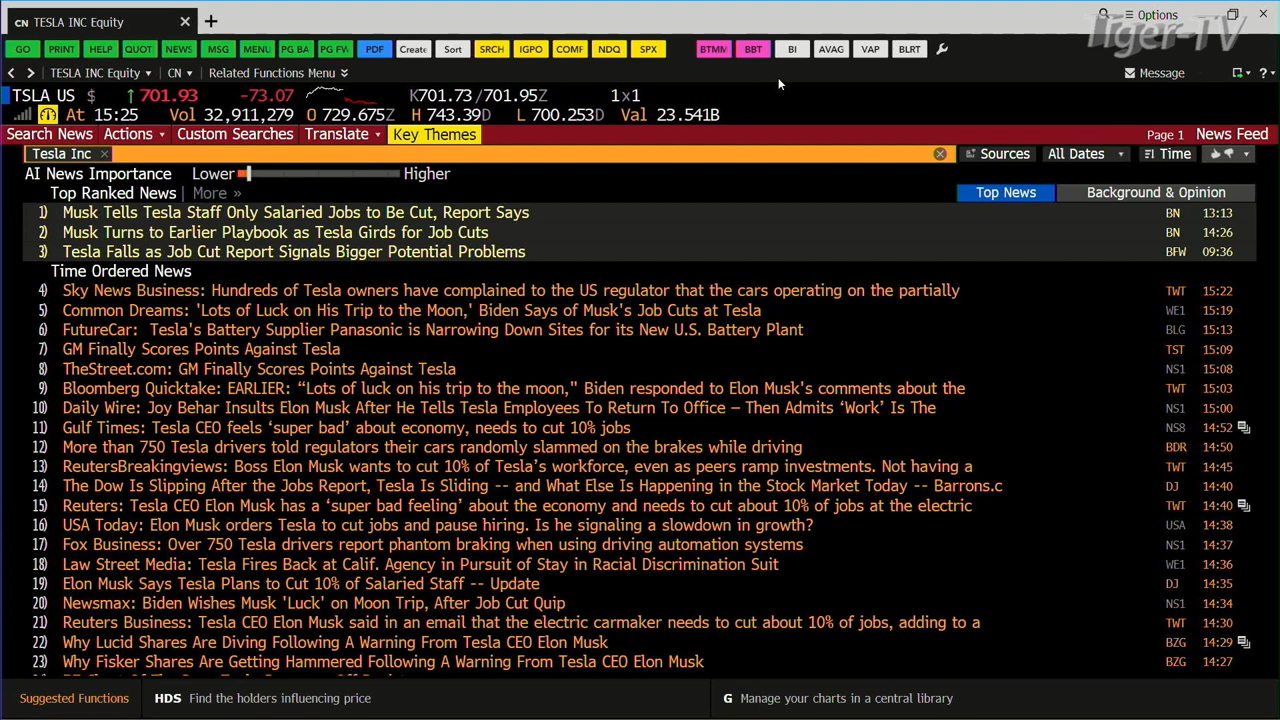 CN TESLA INC Equity × + Options ×
Tiger-TV
GO PRINT HELP QUOT NEWS MSG MENU PG BA PG FW PDF Create Sort SRCH IGPO COMF NDQ SPX BTMM BBT BI AVAG VAP BLRT
< > TESLA INC Equity CN Related Functions Menu Message ?
TSLA US $ ↑ 701.93 -73.07 K701.73/701.95Z 1x1
At 15:25 Vol 32,911,279 O 729.675Z H 743.39D L 700.253D Val 23.541B
Search News Actions Custom Searches Translate Key Themes Page 1 News Feed
Tesla Inc × Sources All Dates Time
AI News Importance Lower Higher
Top Ranked News | More » Top News Background & Opinion
1) Musk Tells Tesla Staff Only Salaried Jobs to Be Cut, Report Says BN 13:13
2) Musk Turns to Earlier Playbook as Tesla Girds for Job Cuts BN 14:26
3) Tesla Falls as Job Cut Report Signals Bigger Potential Problems BFW 09:36
Time Ordered News
4) Sky News Business: Hundreds of Tesla owners have complained to the US regulator that the cars operating on the partially TWT 15:22
5) Common Dreams: 'Lots of Luck on His Trip to the Moon,' Biden Says of Musk's Job Cuts at Tesla WE1 15:19
6) FutureCar: Tesla's Battery Supplier Panasonic is Narrowing Down Sites for its New U.S. Battery Plant BLG 15:13
7) GM Finally Scores Points Against Tesla TST 15:09
8) TheStreet.com: GM Finally Scores Points Against Tesla NS1 15:08
9) Bloomberg Quicktake: EARLIER: “Lots of luck on his trip to the moon,” Biden responded to Elon Musk's comments about the TWT 15:03
10) Daily Wire: Joy Behar Insults Elon Musk After He Tells Tesla Employees To Return To Office – Then Admits ‘Work’ Is The NS1 15:00
11) Gulf Times: Tesla CEO feels ‘super bad’ about economy, needs to cut 10% jobs NS8 14:52
12) More than 750 Tesla drivers told regulators their cars randomly slammed on the brakes while driving BDR 14:50
13) ReutersBreakingviews: Boss Elon Musk wants to cut 10% of Tesla’s workforce, even as peers ramp investments. Not having a TWT 14:45
14) The Dow Is Slipping After the Jobs Report, Tesla Is Sliding -- and What Else Is Happening in the Stock Market Today -- Barrons.c DJ 14:40
15) Reuters: Tesla CEO Elon Musk has a ‘super bad feeling’ about the economy and needs to cut about 10% of jobs at the electric TWT 14:40
16) USA Today: Elon Musk orders Tesla to cut jobs and pause hiring. Is he signaling a slowdown in growth? USA 14:38
17) Fox Business: Over 750 Tesla drivers report phantom braking when using driving automation systems NS1 14:37
18) Law Street Media: Tesla Fires Back at Calif. Agency in Pursuit of Stay in Racial Discrimination Suit WE1 14:36
19) Elon Musk Says Tesla Plans to Cut 10% of Salaried Staff -- Update DJ 14:35
20) Newsmax: Biden Wishes Musk 'Luck' on Moon Trip, After Job Cut Quip NS1 14:34
21) Reuters Business: Tesla CEO Elon Musk said in an email that the electric carmaker needs to cut about 10% of jobs, adding to a TWT 14:30
22) Why Lucid Shares Are Diving Following A Warning From Tesla CEO Elon Musk BZG 14:29
23) Why Fisker Shares Are Getting Hammered Following A Warning From Tesla CEO Elon Musk BZG 14:27
Suggested Functions HDS Find the holders influencing price G Manage your charts in a central library